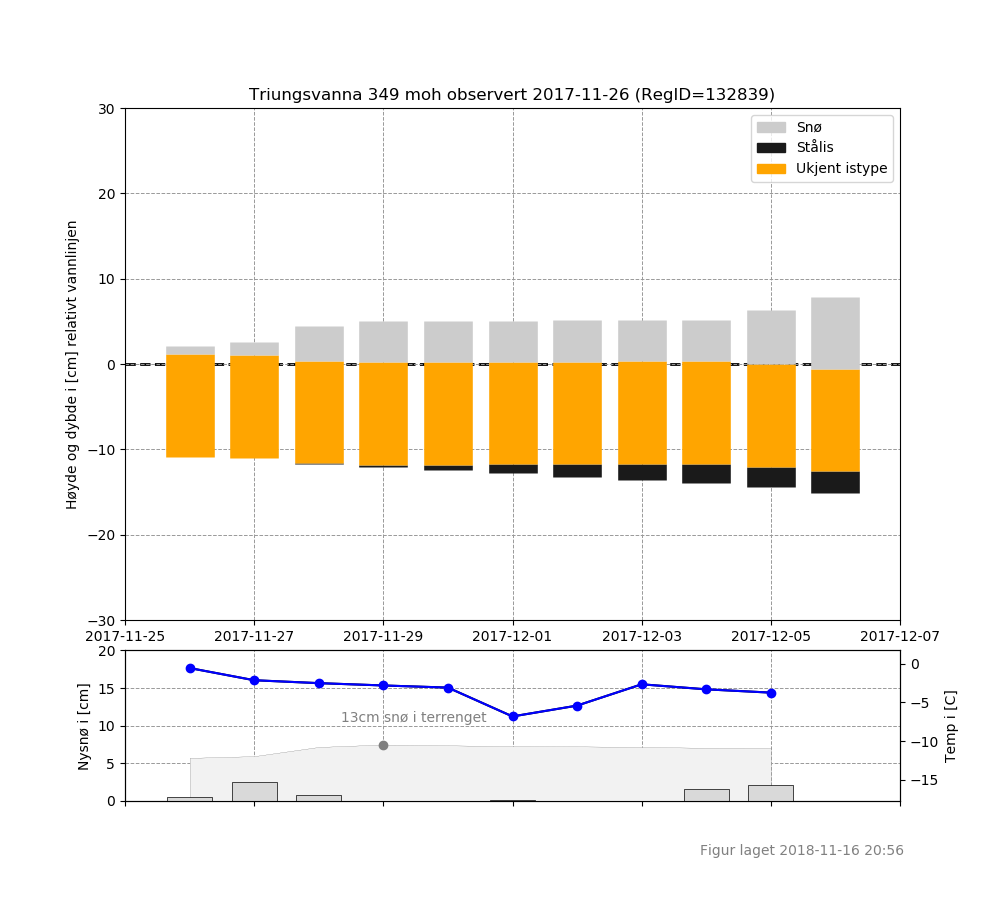 Triungsvanna 349 moh observert 2017-11-26 (RegID=132839)
Høyde og dybde i [cm] relativt vannlinjen
30
20
10
0
−10
−20
−30
Snø
Stålis
Ukjent istype
2017-11-25 2017-11-27 2017-11-29 2017-12-01 2017-12-03 2017-12-05 2017-12-07
Nysnø i [cm]
20
15
10
5
0
13cm snø i terrenget
0
−5
−10
−15
Temp i [C]
Figur laget 2018-11-16 20:56